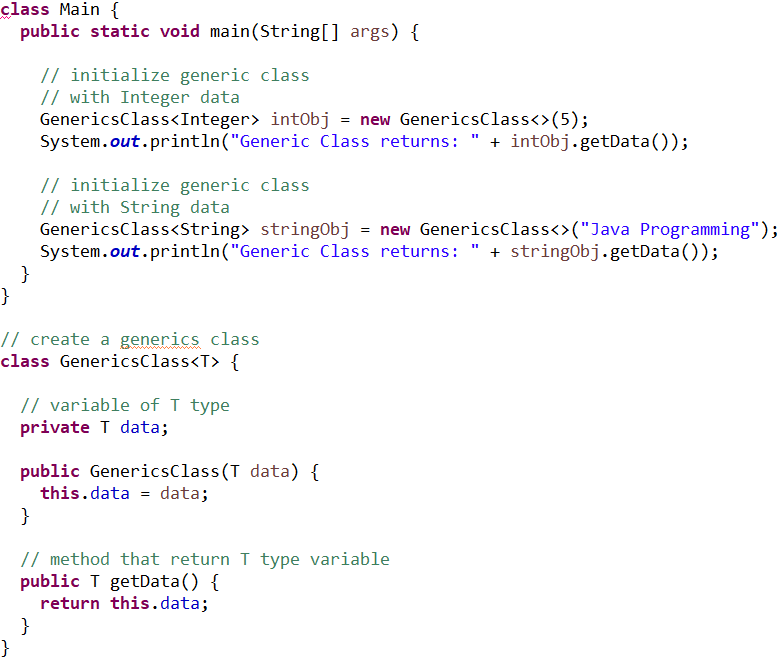 class Main {
  public static void main(String[] args) {

    // initialize generic class
    // with Integer data
    GenericsClass<Integer> intObj = new GenericsClass<>(5);
    System.out.println("Generic Class returns: " + intObj.getData());

    // initialize generic class
    // with String data
    GenericsClass<String> stringObj = new GenericsClass<>("Java Programming");
    System.out.println("Generic Class returns: " + stringObj.getData());
  }
}

// create a generics class
class GenericsClass<T> {

  // variable of T type
  private T data;

  public GenericsClass(T data) {
    this.data = data;
  }

  // method that return T type variable
  public T getData() {
    return this.data;
  }
}